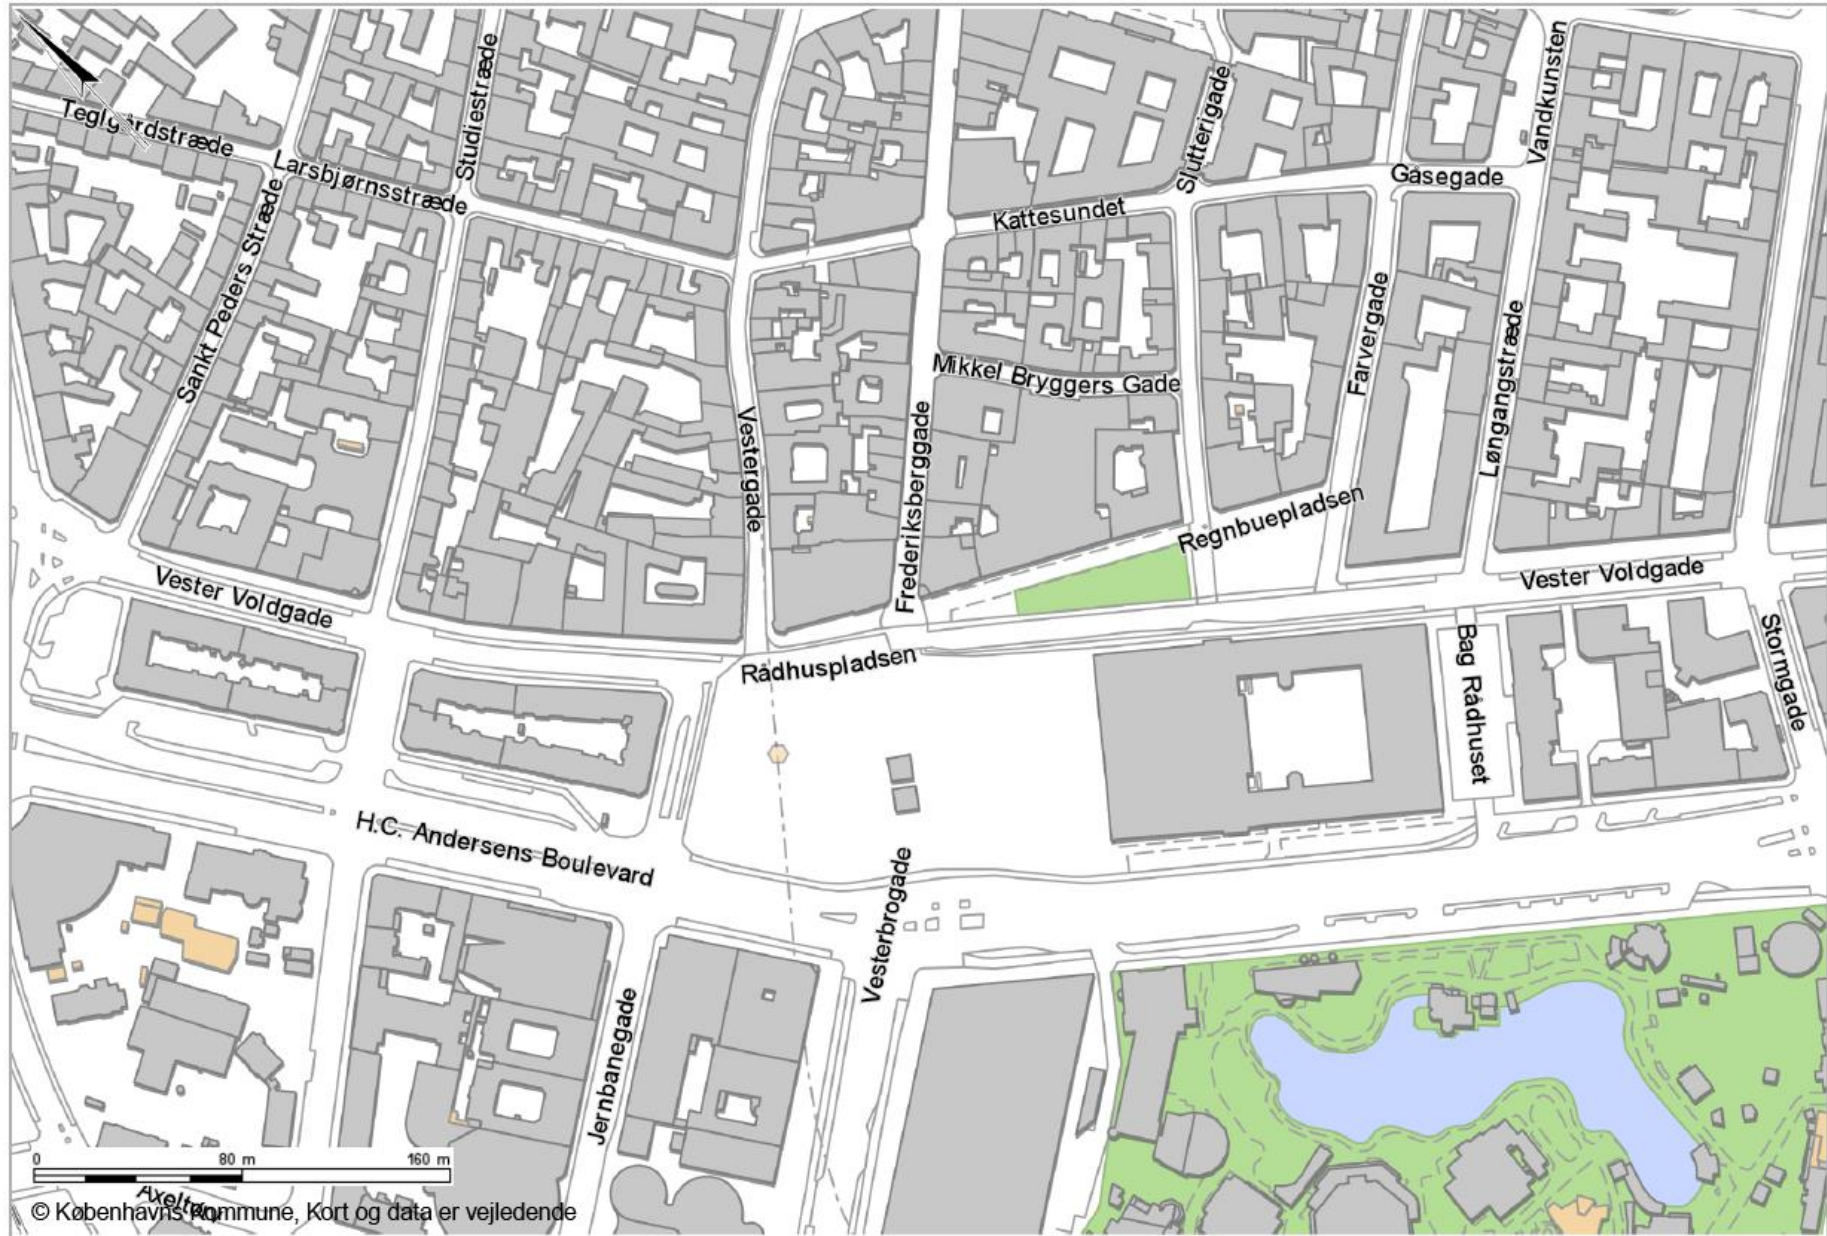 Teglgårdstræde
Larsbjørnsstræde
Studiestræde
Sankt Peders Stræde
Vestergade
Frederiksberggade
Kattesundet
Slutterigade
Gåsegade
Vandkunsten
Mikkel Bryggers Gade
Farvergade
Løngangstræde
Regnbuepladsen
Vester Voldgade
Vester Voldgade
Rådhuspladsen
Bag Rådhuset
Stormgade
H.C. Andersens Boulevard
Vesterbrogade
Jernbanegade
0 80 m 160 m
© Københavns Kommune, Kort og data er vejledende